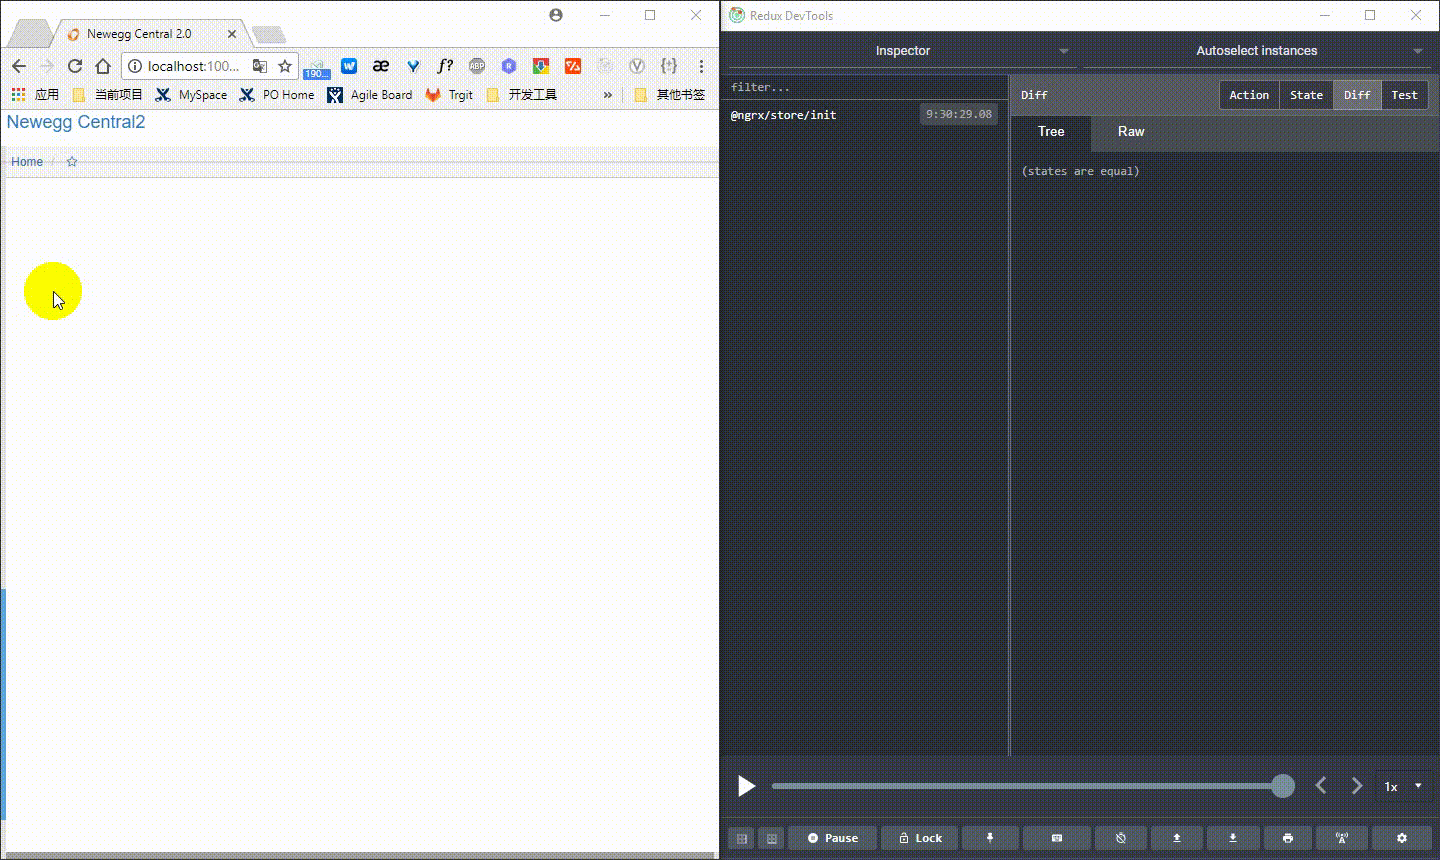 Newegg Central 2.0
localhost:100...
190...
ABP
R
f?
应用
当前项目
MySpace
PO Home
Agile Board
Trgit
开发工具
»
其他书签
Newegg Central2
Home /
Redux DevTools
Inspector
Autoselect instances
filter...
@ngrx/store/init
9:30:29.08
Diff
Action
State
Diff
Test
Tree
Raw
(states are equal)
1x
Pause
Lock